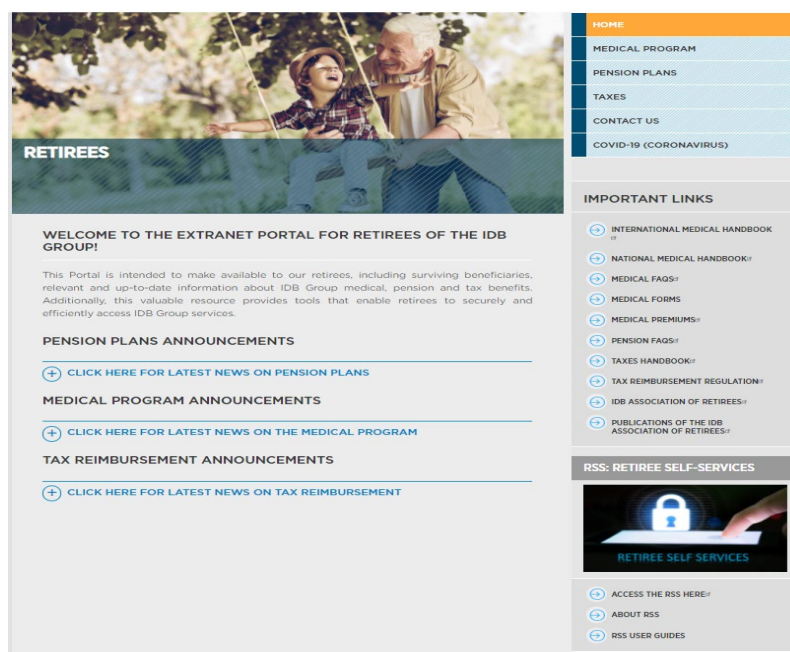 RETIREES
WELCOME TO THE EXTRANET PORTAL FOR RETIREES OF THE IDB
GROUP!
This Portal is intended to make available to our retirees, including surviving beneficiaries,
relevant and up-to-date information about IDB Group medical, pension and tax benefits.
Additionally, this valuable resource provides tools that enable retirees to securely and
efficiently access IDB Group services.
PENSION PLANS ANNOUNCEMENTS
CLICK HERE FOR LATEST NEWS ON PENSION PLANS
MEDICAL PROGRAM ANNOUNCEMENTS
CLICK HERE FOR LATEST NEWS ON THE MEDICAL PROGRAM
TAX REIMBURSEMENT ANNOUNCEMENTS
CLICK HERE FOR LATEST NEWS ON TAX REIMBURSEMENT
HOME
MEDICAL PROGRAM
PENSION PLANS
TAXES
CONTACT US
COVID-19 (CORONAVIRUS)
IMPORTANT LINKS
INTERNATIONAL MEDICAL HANDBOOK
NATIONAL MEDICAL HANDBOOK
MEDICAL FAQS
MEDICAL FORMS
MEDICAL PREMIUMS
PENSION FAQS
TAXES HANDBOOK
TAX REIMBURSEMENT REGULATION
IDB ASSOCIATION OF RETIREES
PUBLICATIONS OF THE IDB
ASSOCIATION OF RETIREES
RSS: RETIREE SELF-SERVICES
RETIREE SELF SERVICES
ACCESS THE RSS HERE
ABOUT RSS
RSS USER GUIDES